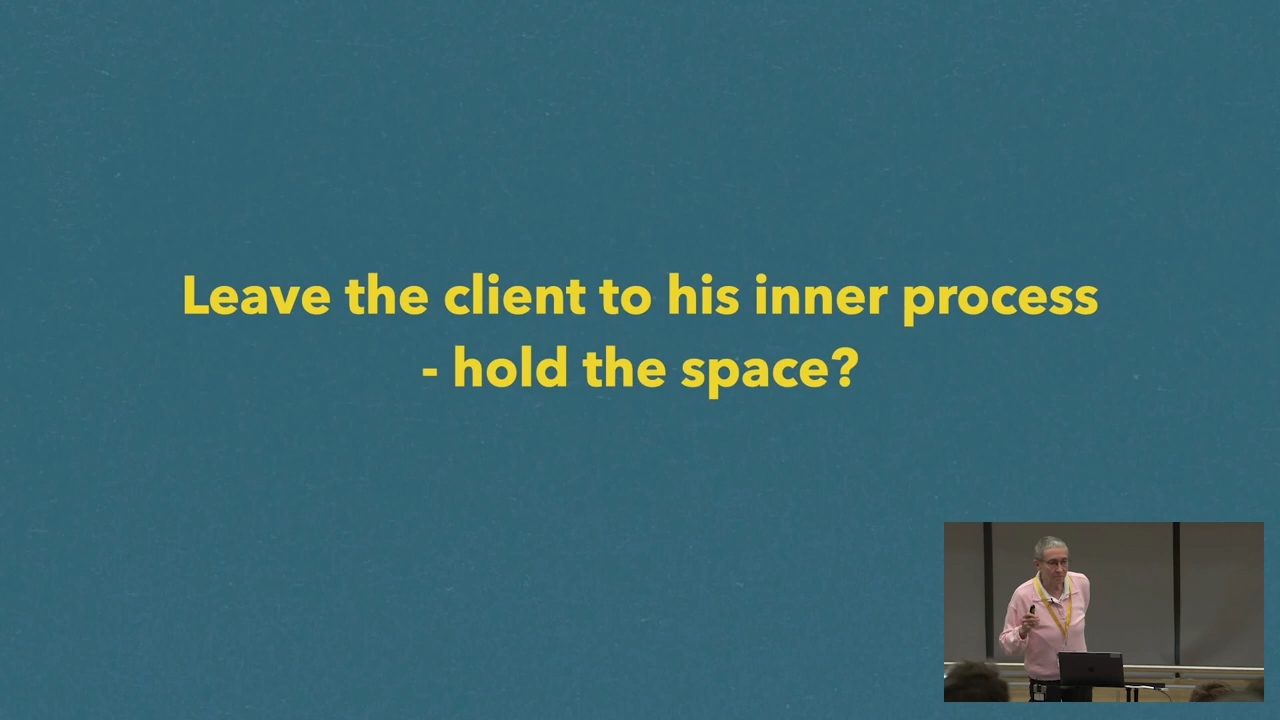 Leave the client to his inner process
- hold the space?